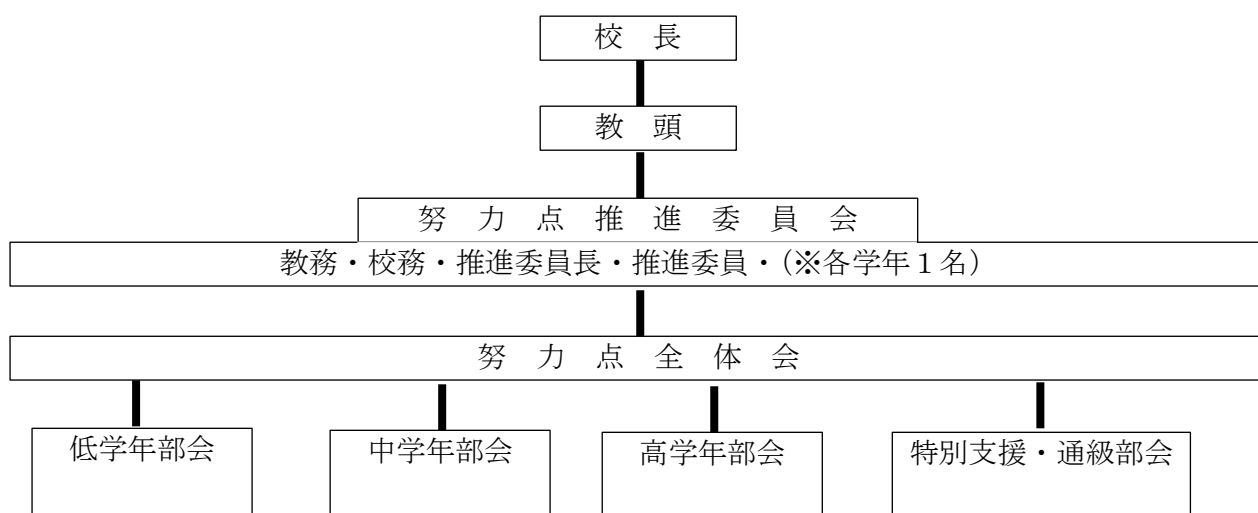 校　長
教　頭
努　力　点　推　進　委　員　会
教務・校務・推進委員長・推進委員・(※各学年１名)
努　力　点　全　体　会
低学年部会
中学年部会
高学年部会
特別支援・通級部会